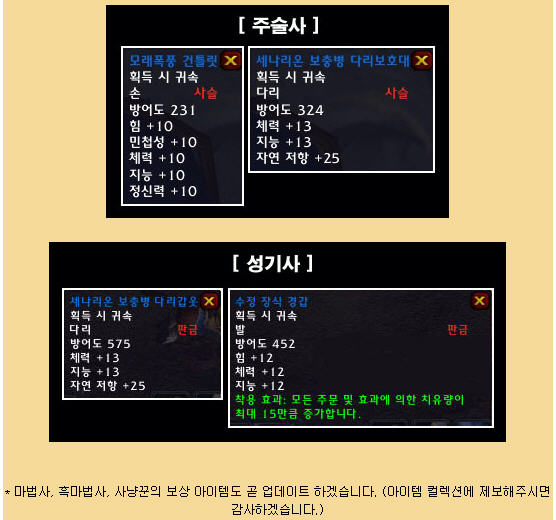 [ 주술사 ]
모래폭풍 건틀릿
획득 시 귀속
손 사슬
방어도 231
힘 +10
민첩성 +10
체력 +10
지능 +10
정신력 +10
세나리온 보충병 다리보호대
획득 시 귀속
다리 사슬
방어도 324
체력 +13
지능 +13
자연 저항 +25
[ 성기사 ]
세나리온 보충병 다리갑옷
획득 시 귀속
다리 판금
방어도 575
체력 +13
지능 +13
자연 저항 +25
수정 장식 경갑
획득 시 귀속
발 판금
방어도 452
힘 +12
체력 +12
지능 +12
착용 효과: 모든 주문 및 효과에 의한 치유량이
최대 15만큼 증가합니다.
* 마법사, 흑마법사, 사냥꾼의 보상 아이템도 곧 업데이트 하겠습니다. (아이템 컬렉션에 제보해주시면
감사하겠습니다.)